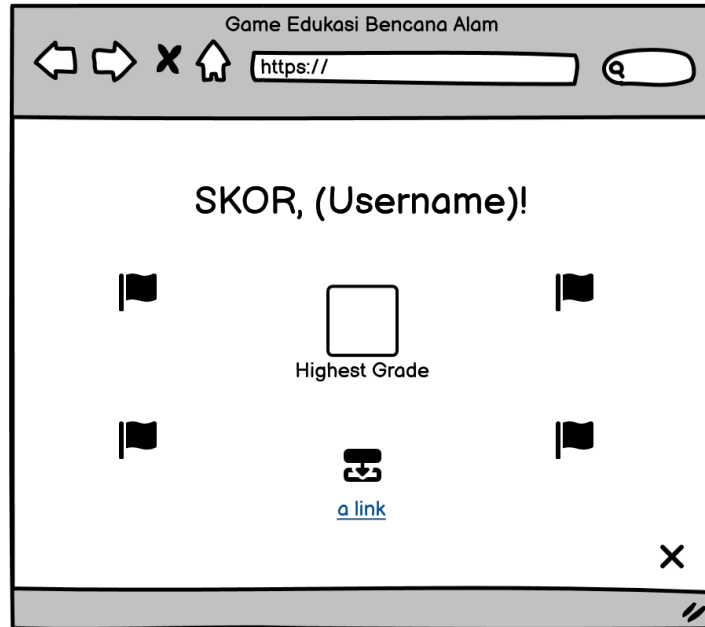 Game Edukasi Bencana Alam
https://
SKOR, (Username)!
Highest Grade
a link